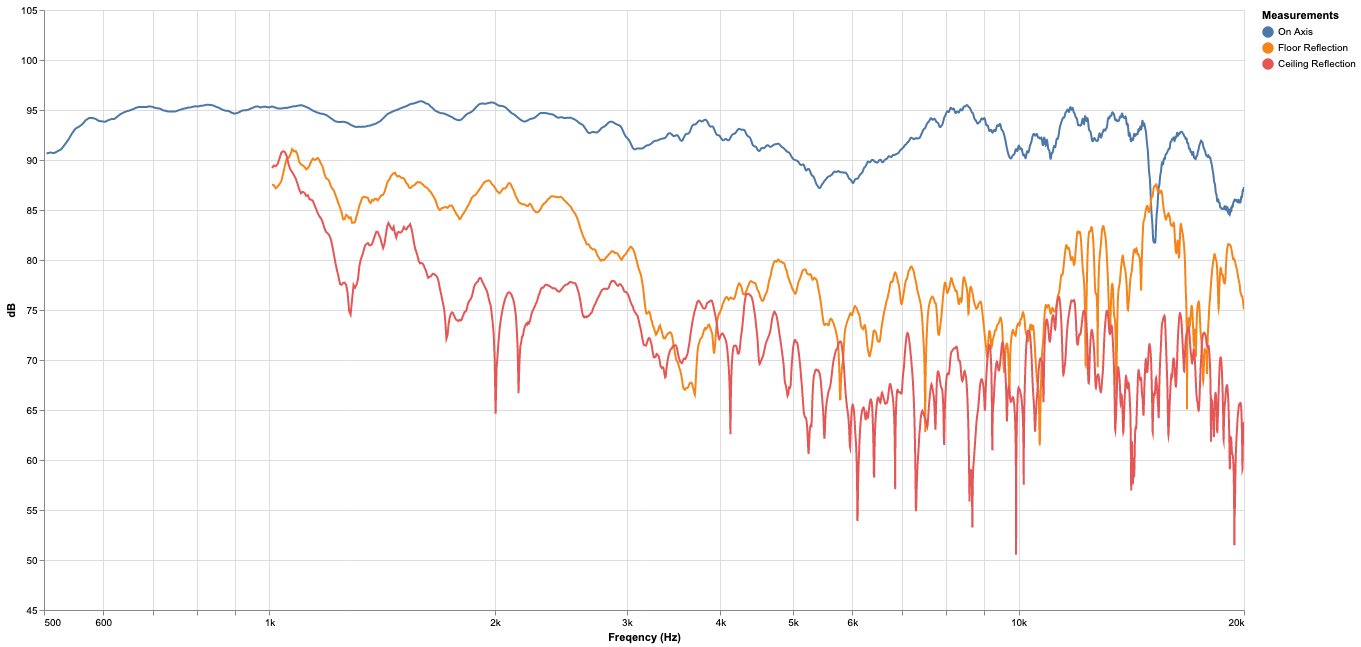 105
100
95
90
85
80
75
70
65
60
55
50
45
dB
500 600 1k 2k 3k 4k 5k 6k 10k 20k
Freqency (Hz)
Measurements
On Axis
Floor Reflection
Ceiling Reflection